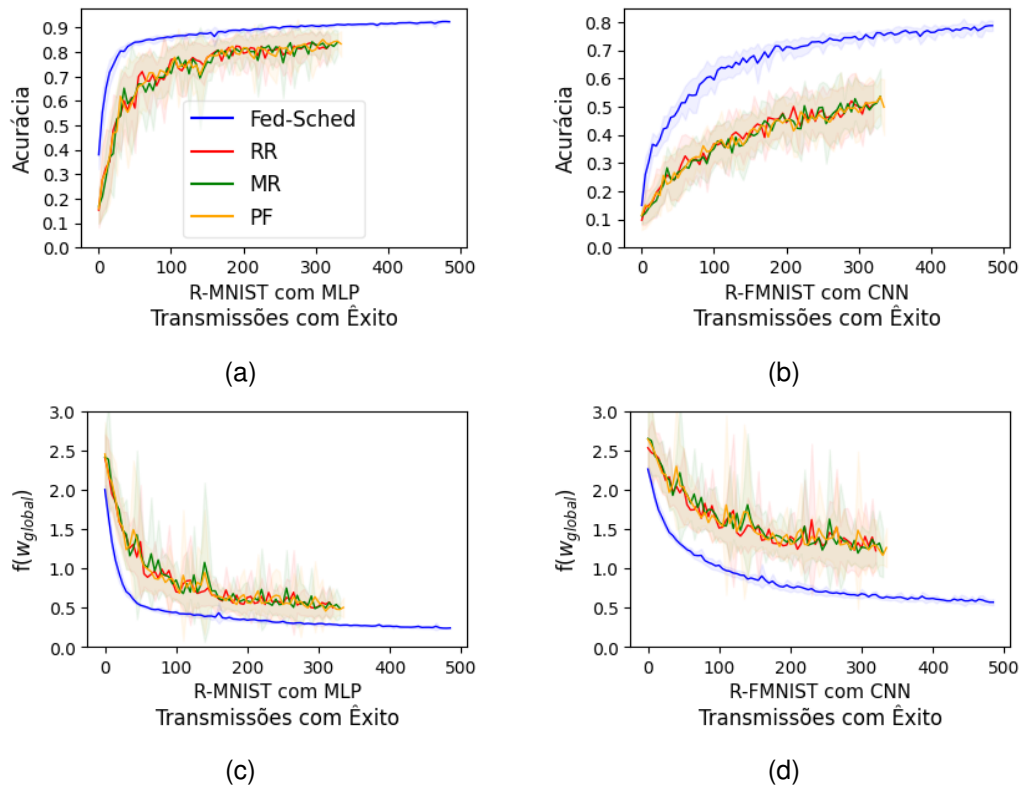 0.9
0.8
0.7
0.6
0.5
0.4
0.3
0.2
0.1
0.0
Acurácia
Fed-Sched
RR
MR
PF
0 100 200 300 400 500
R-MNIST com MLP
Transmissões com Êxito
(a)
0.8
0.7
0.6
0.5
0.4
0.3
0.2
0.1
0.0
Acurácia
0 100 200 300 400 500
R-FMNIST com CNN
Transmissões com Êxito
(b)
3.0
2.5
2.0
1.5
1.0
0.5
0.0
f(w_global)
0 100 200 300 400 500
R-MNIST com MLP
Transmissões com Êxito
(c)
3.0
2.5
2.0
1.5
1.0
0.5
0.0
f(w_global)
0 100 200 300 400 500
R-FMNIST com CNN
Transmissões com Êxito
(d)